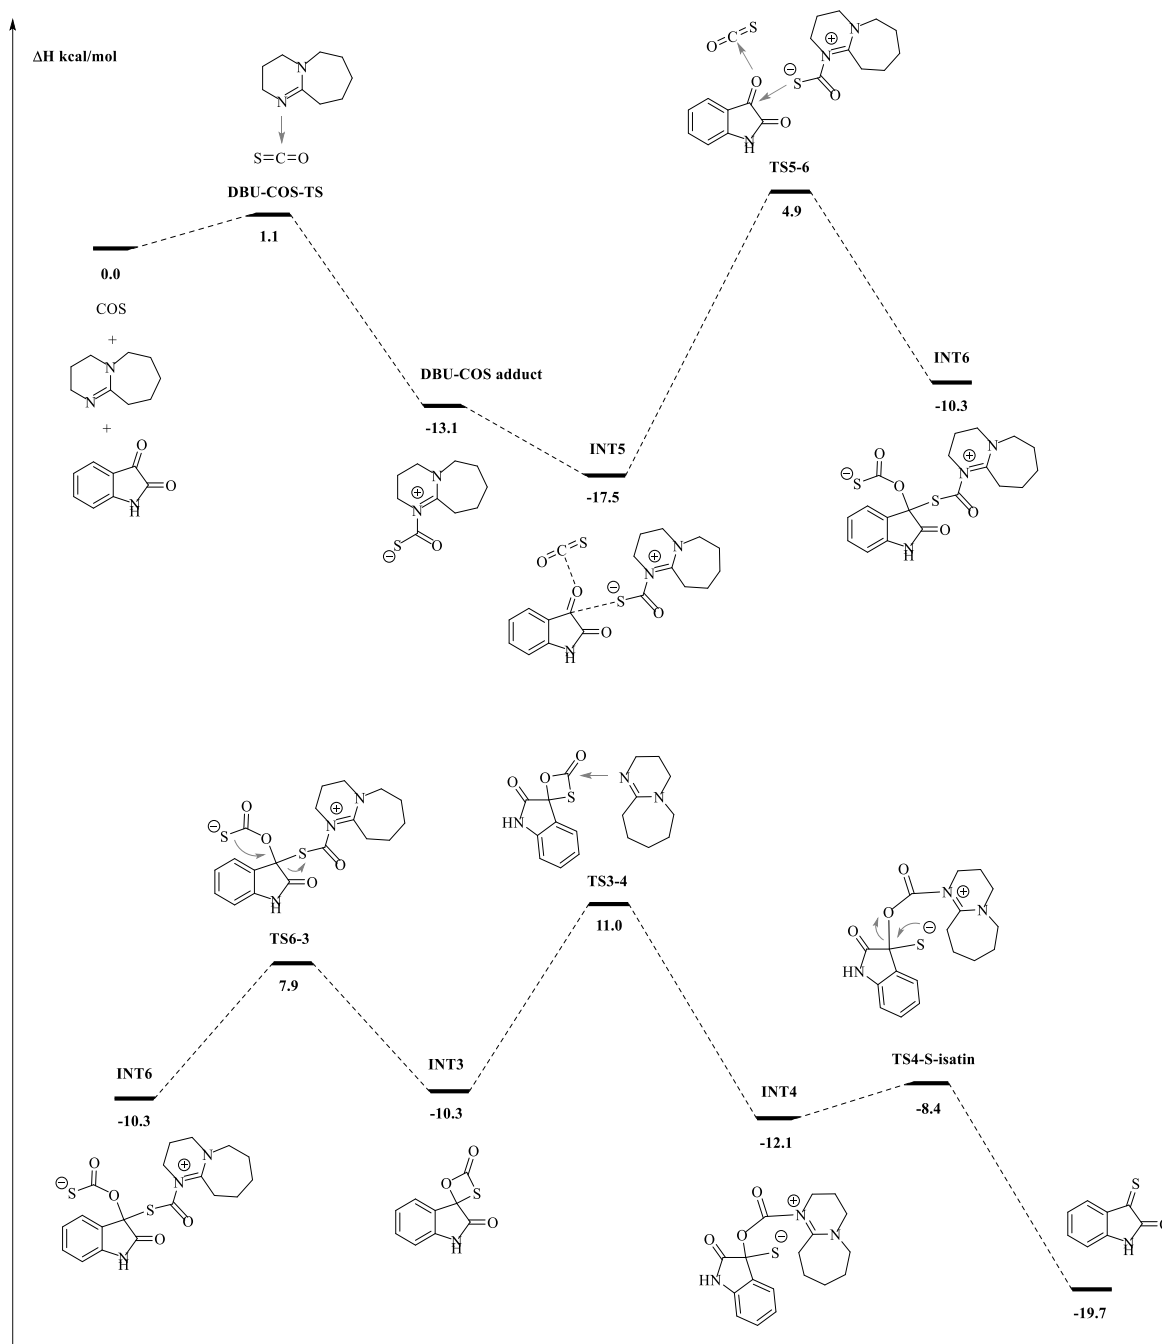 ΔH kcal/mol
DBU-COS-TS
1.1
0.0
COS
+
+
DBU-COS adduct
-13.1
INT5
-17.5
TS5-6
4.9
INT6
-10.3
S=C=O
O=C=S
O=C=S
TS6-3
7.9
TS3-4
11.0
INT6
-10.3
INT3
-10.3
INT4
-12.1
TS4-S-isatin
-8.4
-19.7